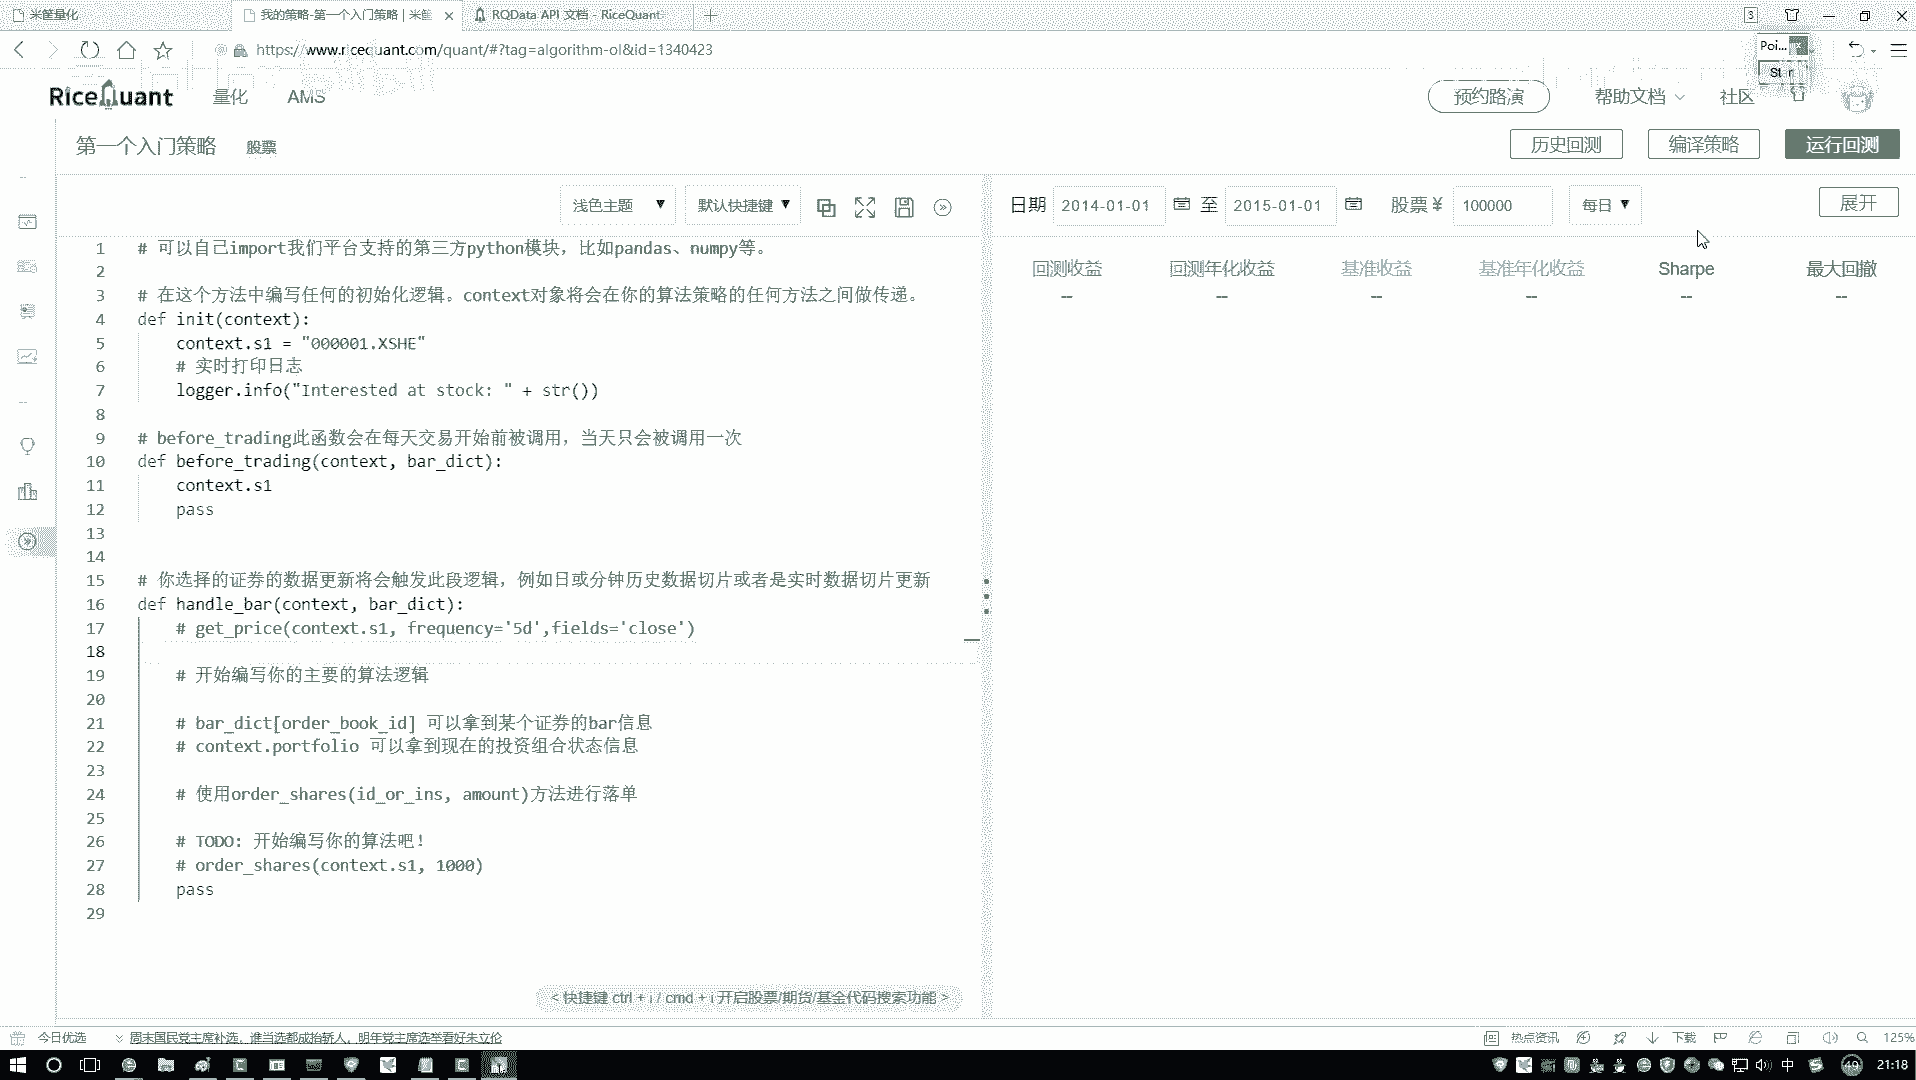 米筐量化
我的策略-第一个入门策略 | 米筐
RQData API 文档 - RiceQuant
https://www.ricequant.com/quant/#?tag=algorithm-ol&id=1340423
Poi...
RiceQuant
量化
AMS
预约路演
帮助文档
社区
第一个入门策略
股票
历史回测
编译策略
运行回测
浅色主题
默认快捷键
日期 2014-01-01 至 2015-01-01 股票 ¥ 100000 每日
展开
回测收益 回测年化收益 基准收益 基准年化收益 Sharpe 最大回撤
-- -- -- -- -- --
1 # 可以自己import我们平台支持的第三方python模块，比如pandas、numpy等。
2
3 # 在这个方法中编写任何的初始化逻辑。context对象将会在你的算法策略的任何方法之间做传递。
4 def init(context):
5 context.s1 = "000001.XSHE"
6 # 实时打印日志
7 logger.info("Interested at stock: " + str())
8
9 # before_trading此函数会在每天交易开始前被调用，当天只会被调用一次
10 def before_trading(context, bar_dict):
11 context.s1
12 pass
13
14
15 # 你选择的证券的数据更新将会触发此段逻辑，例如日或分钟历史数据切片或者是实时数据切片更新
16 def handle_bar(context, bar_dict):
17 # get_price(context.s1, frequency='5d',fields='close')
18
19 # 开始编写你的主要的算法逻辑
20
21 # bar_dict[order_book_id] 可以拿到某个证券的bar信息
22 # context.portfolio 可以拿到现在的投资组合状态信息
23
24 # 使用order_shares(id_or_ins, amount)方法进行落单
25
26 # TODO: 开始编写你的算法吧！
27 # order_shares(context.s1, 1000)
28 pass
29
< 快捷键 ctrl + i / cmd + i 开启股票/期货/基金代码搜索功能 >
今日优选
周末国民党主席补选，谁当选都成抬轿人，明年党主席选举看好朱立伦
热点资讯
下载
125%
中
49
21:18